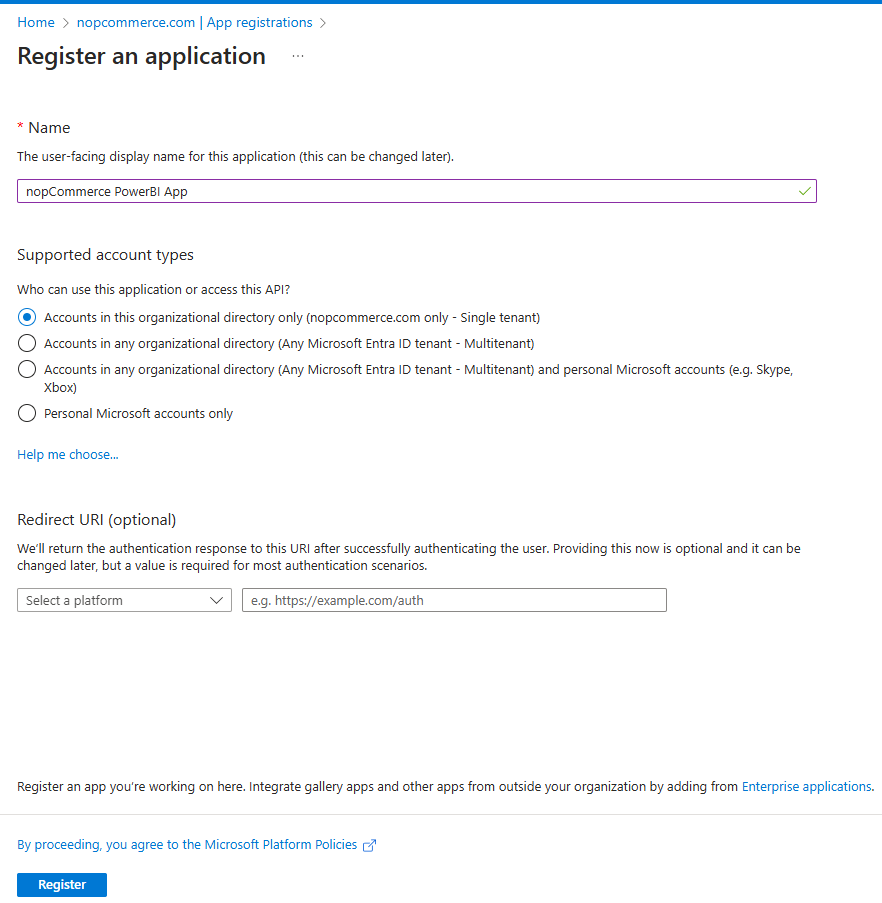 Home > nopcommerce.com | App registrations >
Register an application ...
* Name
The user-facing display name for this application (this can be changed later).
nopCommerce PowerBI App
Supported account types
Who can use this application or access this API?
Accounts in this organizational directory only (nopcommerce.com only - Single tenant)
Accounts in any organizational directory (Any Microsoft Entra ID tenant - Multitenant)
Accounts in any organizational directory (Any Microsoft Entra ID tenant - Multitenant) and personal Microsoft accounts (e.g. Skype,
Xbox)
Personal Microsoft accounts only
Help me choose...
Redirect URI (optional)
We'll return the authentication response to this URI after successfully authenticating the user. Providing this now is optional and it can be
changed later, but a value is required for most authentication scenarios.
Select a platform e.g. https://example.com/auth
Register an app you're working on here. Integrate gallery apps and other apps from outside your organization by adding from Enterprise applications.
By proceeding, you agree to the Microsoft Platform Policies
Register